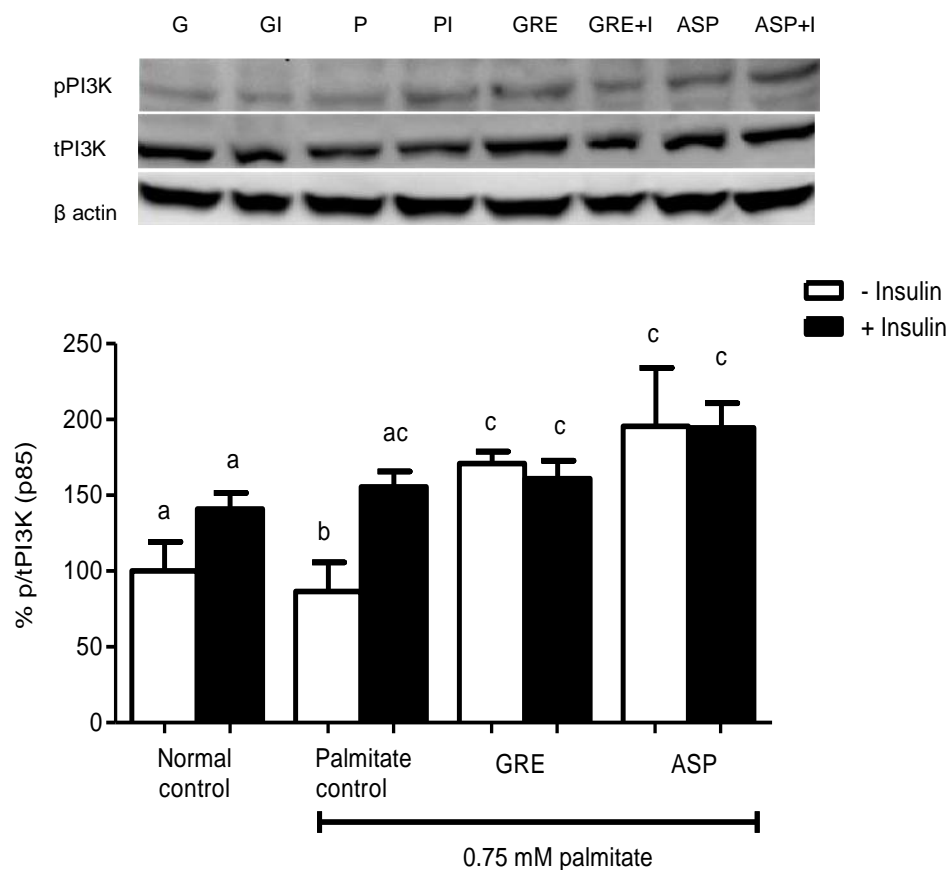 G GI P PI GRE GRE+I ASP ASP+I
pPI3K
tPI3K
β actin
- Insulin
+ Insulin
% p/tPI3K (p85)
250
200
150
100
50
0
a
a
b
ac
c
c
c
c
Normal
control
Palmitate
control
GRE
ASP
0.75 mM palmitate